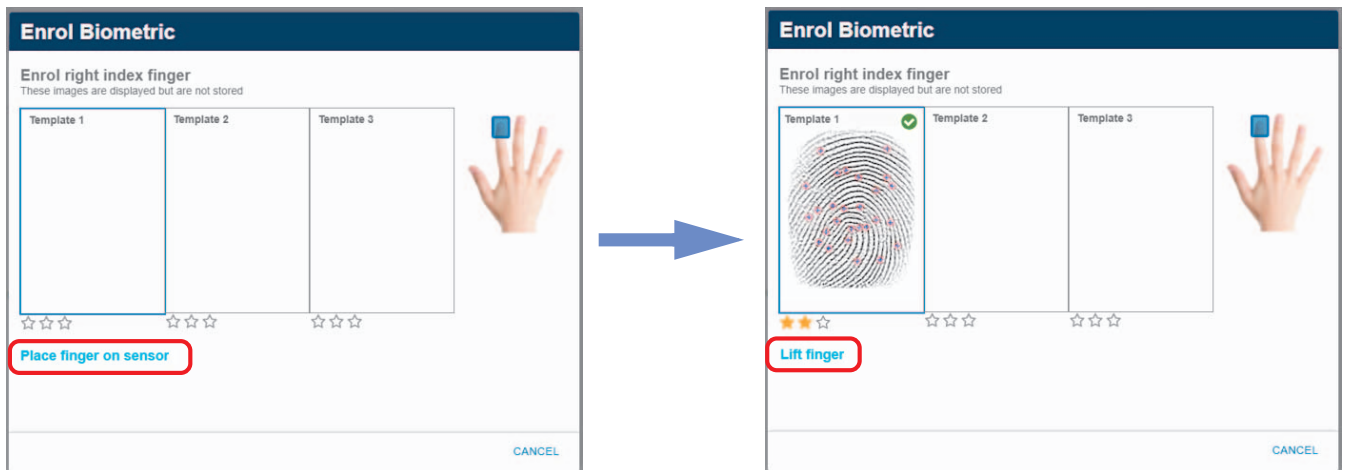 Enrol Biometric
Enrol right index finger
These images are displayed but are not stored
Template 1
Template 2
Template 3
Place finger on sensor
CANCEL
Enrol Biometric
Enrol right index finger
These images are displayed but are not stored
Template 1
Template 2
Template 3
Lift finger
CANCEL